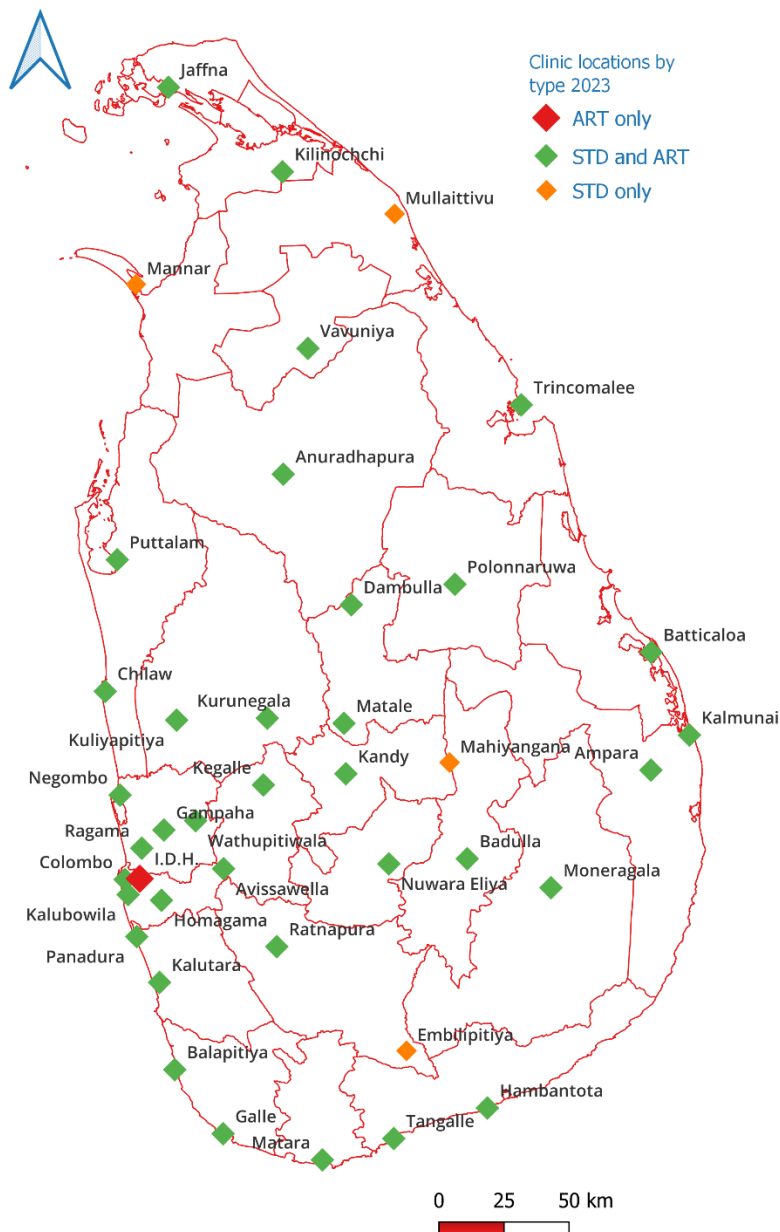 Jaffna
Clinic locations by
type 2023
ART only
STD and ART
STD only
Kilinochchi
Mullaittivu
Mannar
Vavuniya
Trincomalee
Anuradhapura
Puttalam
Polonnaruwa
Dambulla
Batticaloa
Chilaw
Kurunegala
Matale
Kalmunai
Kuliyapitiya
Mahiyangana
Ampara
Kandy
Kegalle
Negombo
Gampaha
Ragama
Wathupitiwala
Badulla
I.D.H.
Colombo
Moneragala
Nuwara Eliya
Avissawella
Kalubowila
Homagama
Ratnapura
Panadura
Kalutara
Embilipitiya
Balapitiya
Hambantota
Galle
Tangalle
Matara
0 25 50 km